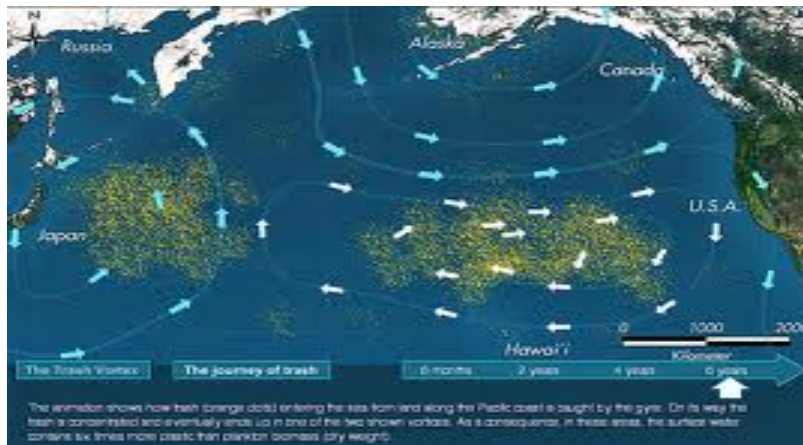 N
Russia
Alaska
Canada
Japan
U.S.A.
Hawai'i
0 1000 2000
Kilometer
The Trash Vortex
The journey of trash
6 months 2 years 4 years 6 years
The animation shows how trash (orange dots) entering the sea from land along the Pacific coast is caught by the gyre. On its way the
trash is concentrated and eventually ends up in one of the two shown vortices. As a consequence, in these areas, the surface water
contains six times more plastic than plankton biomass (dry weight).